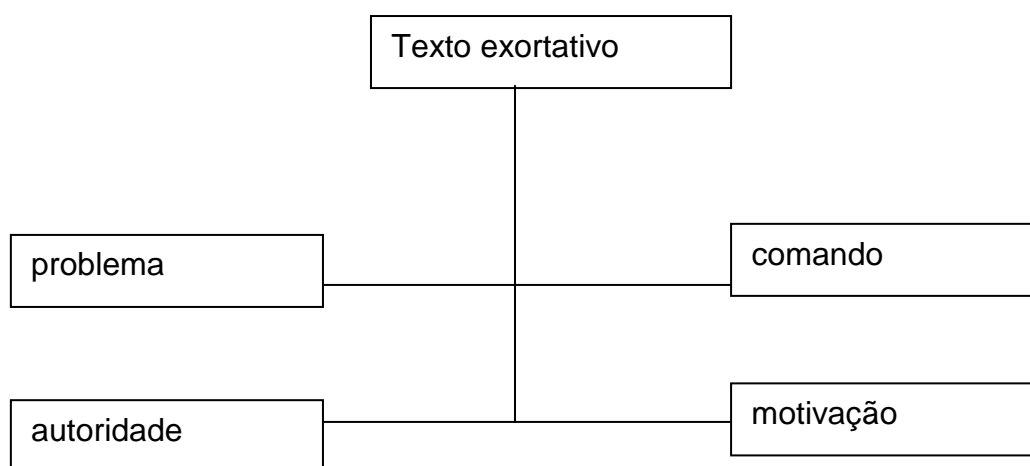 Texto exortativo
problema
comando
autoridade
motivação